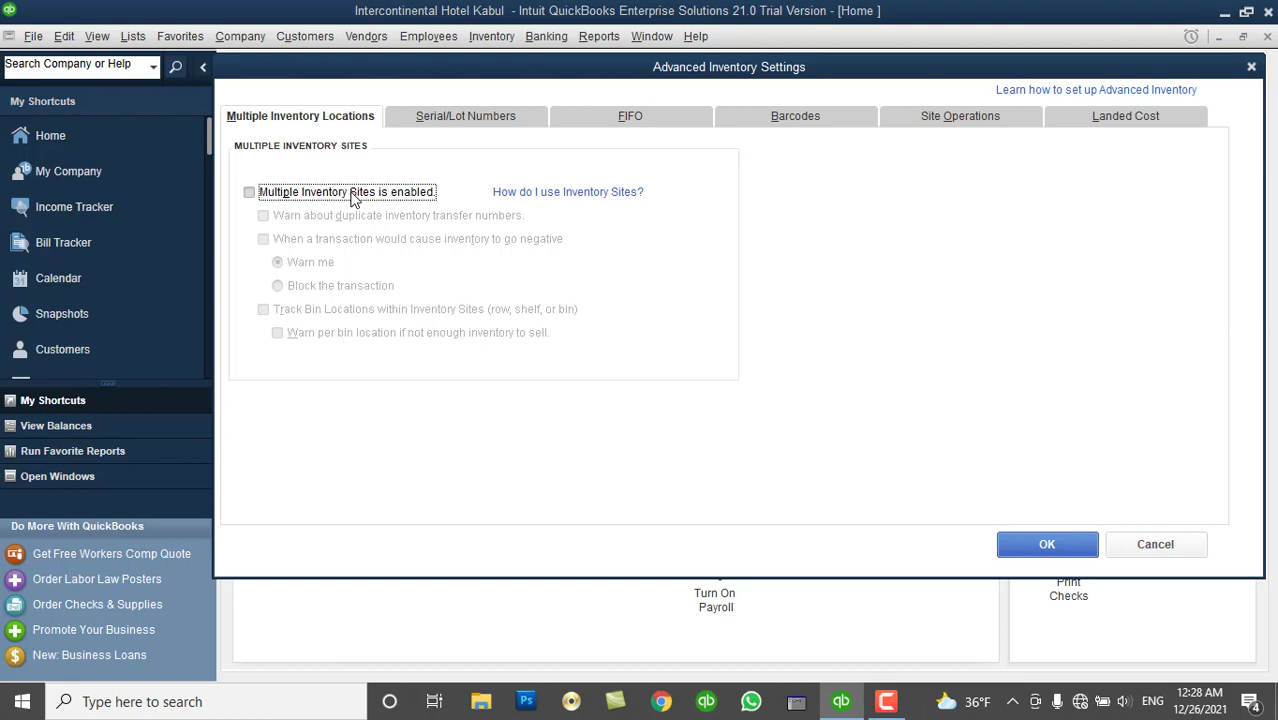 Intercontinental Hotel Kabul - Intuit QuickBooks Enterprise Solutions 21.0 Trial Version - [Home ]
File Edit View Lists Favorites Company Customers Vendors Employees Inventory Banking Reports Window Help
Search Company or Help
Advanced Inventory Settings
Learn how to set up Advanced Inventory
My Shortcuts
Home
My Company
Income Tracker
Bill Tracker
Calendar
Snapshots
Customers
My Shortcuts
View Balances
Run Favorite Reports
Open Windows
Do More With QuickBooks
Get Free Workers Comp Quote
Order Labor Law Posters
Order Checks & Supplies
Promote Your Business
New: Business Loans
Multiple Inventory Locations Serial/Lot Numbers FIFO Barcodes Site Operations Landed Cost
MULTIPLE INVENTORY SITES
Multiple Inventory Sites is enabled. How do I use Inventory Sites?
Warn about duplicate inventory transfer numbers.
When a transaction would cause inventory to go negative
Warn me
Block the transaction
Track Bin Locations within Inventory Sites (row, shelf, or bin)
Warn per bin location if not enough inventory to sell.
OK Cancel
Turn On
Payroll
Print
Checks
Type here to search
Ps
qb
qb
36°F
ENG
12:28 AM
12/26/2021
4